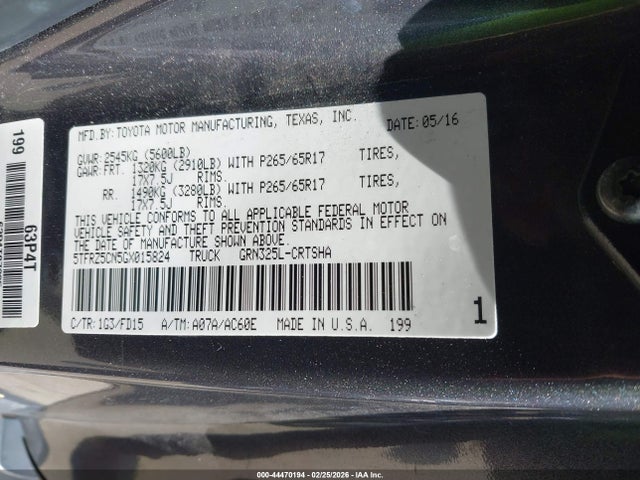 MFD.BY:TOYOTA MOTOR MANUFACTURING, TEXAS, INC. DATE:05/16
GVWR:2545KG (5600LB)
GAWR:FRT. 1320KG (2910LB) WITH P265/65R17 TIRES,
17X7.5J RIMS.
RR. 1490KG (3280LB) WITH P265/65R17 TIRES,
17X7.5J RIMS.
THIS VEHICLE CONFORMS TO ALL APPLICABLE FEDERAL MOTOR
VEHICLE SAFETY AND THEFT PREVENTION STANDARDS IN EFFECT ON
THE DATE OF MANUFACTURE SHOWN ABOVE.
5TFRZ5CN5GX015824 TRUCK GRN325L-CRTSHA
C/TR:1G3/FD15 A/TM:A07A/AC60E MADE IN U.S.A. 199
1
199
63P4T
000-44470194 - 02/25/2026 - © IAA Inc.